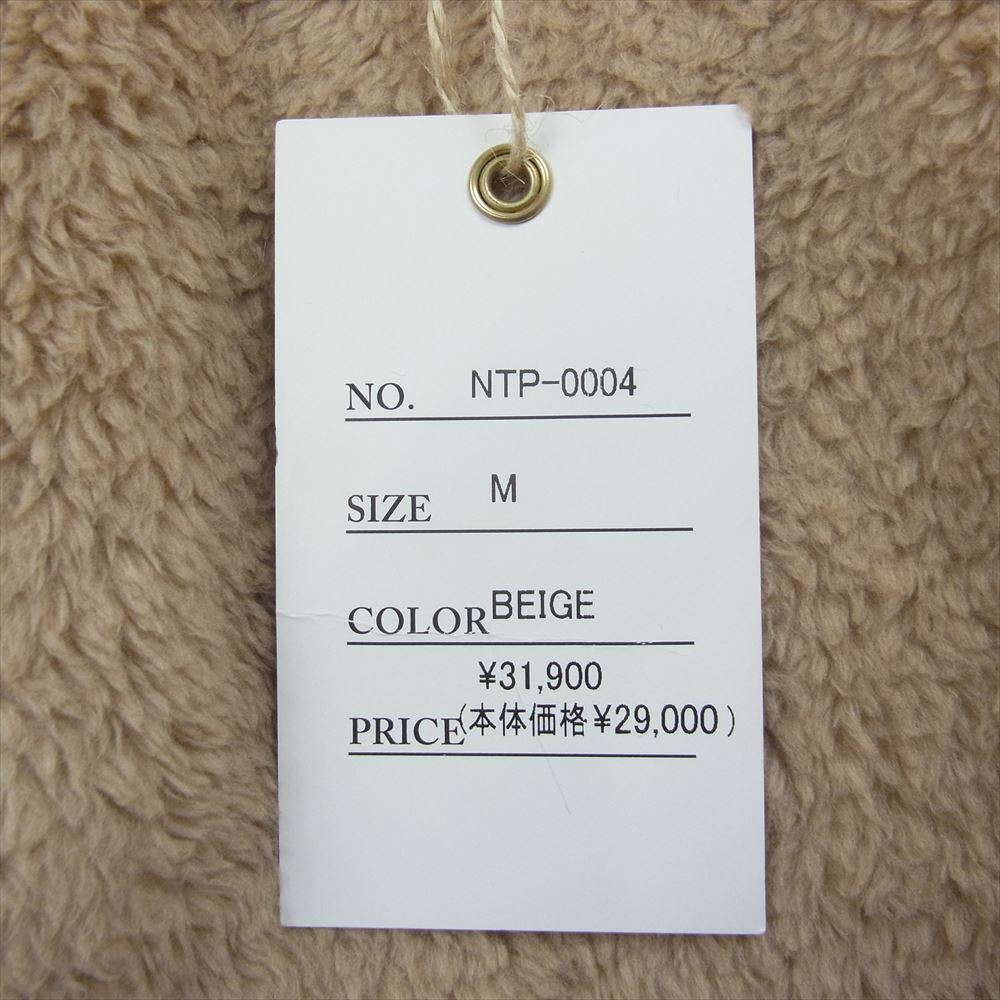 NO. NTP-0004
SIZE M
COLOR BEIGE
¥31,900
PRICE (本体価格¥29,000)